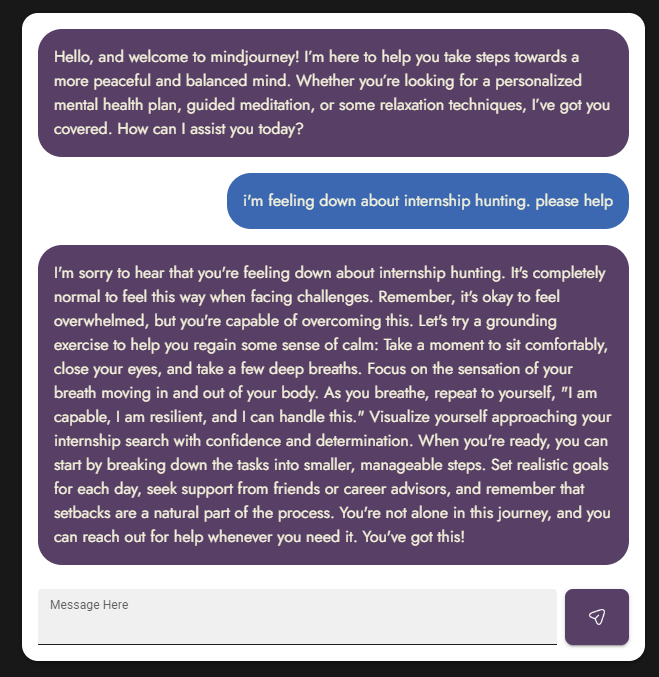 Hello, and welcome to mindjourney! I'm here to help you take steps towards a
more peaceful and balanced mind. Whether you're looking for a personalized
mental health plan, guided meditation, or some relaxation techniques, I've got you
covered. How can I assist you today?
i'm feeling down about internship hunting. please help
I'm sorry to hear that you're feeling down about internship hunting. It's completely
normal to feel this way when facing challenges. Remember, it's okay to feel
overwhelmed, but you're capable of overcoming this. Let's try a grounding
exercise to help you regain some sense of calm: Take a moment to sit comfortably,
close your eyes, and take a few deep breaths. Focus on the sensation of your
breath moving in and out of your body. As you breathe, repeat to yourself, "I am
capable, I am resilient, and I can handle this." Visualize yourself approaching your
internship search with confidence and determination. When you're ready, you can
start by breaking down the tasks into smaller, manageable steps. Set realistic goals
for each day, seek support from friends or career advisors, and remember that
setbacks are a natural part of the process. You're not alone in this journey, and you
can reach out for help whenever you need it. You've got this!
Message Here